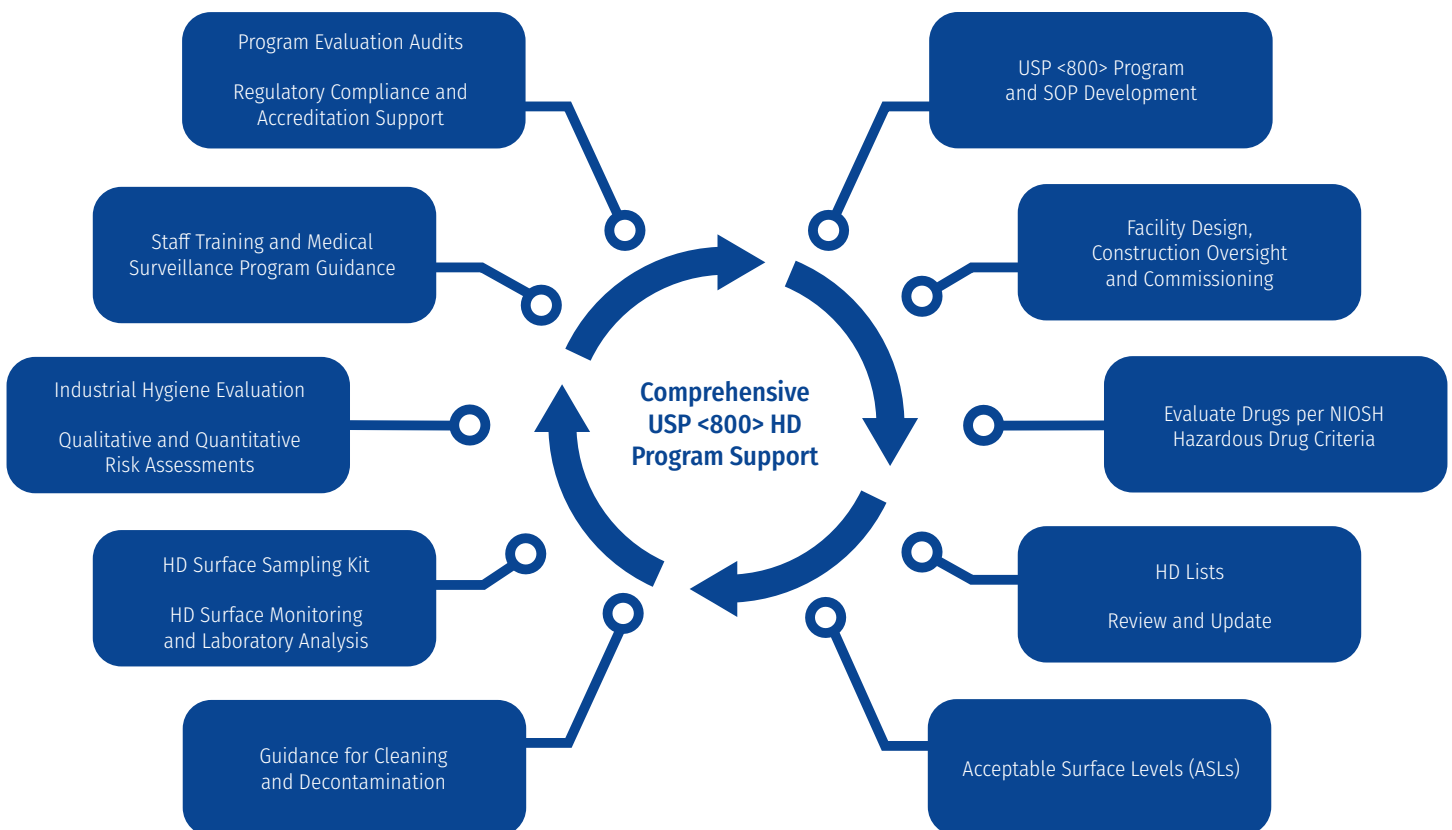 Program Evaluation Audits
Regulatory Compliance and
Accreditation Support
USP <800> Program
and SOP Development
Staff Training and Medical
Surveillance Program Guidance
Facility Design,
Construction Oversight
and Commissioning
Industrial Hygiene Evaluation
Qualitative and Quantitative
Risk Assessments
Comprehensive
USP <800> HD
Program Support
Evaluate Drugs per NIOSH
Hazardous Drug Criteria
HD Surface Sampling Kit
HD Surface Monitoring
and Laboratory Analysis
HD Lists
Review and Update
Guidance for Cleaning
and Decontamination
Acceptable Surface Levels (ASLs)